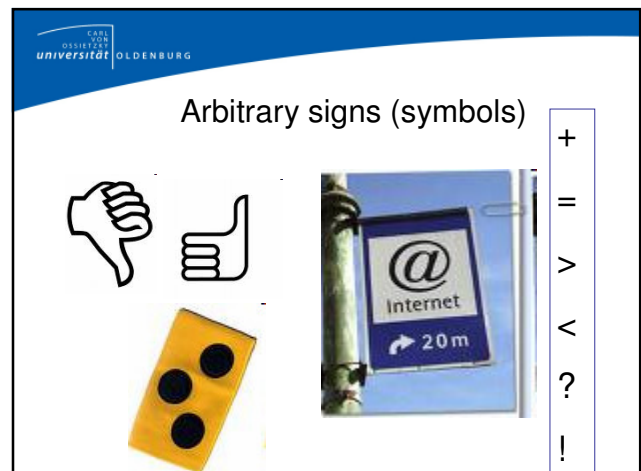 CARL
VON
OSSIETZKY
universität OLDENBURG
Arbitrary signs (symbols)
+
=
>
<
?
!
@
Internet
20m